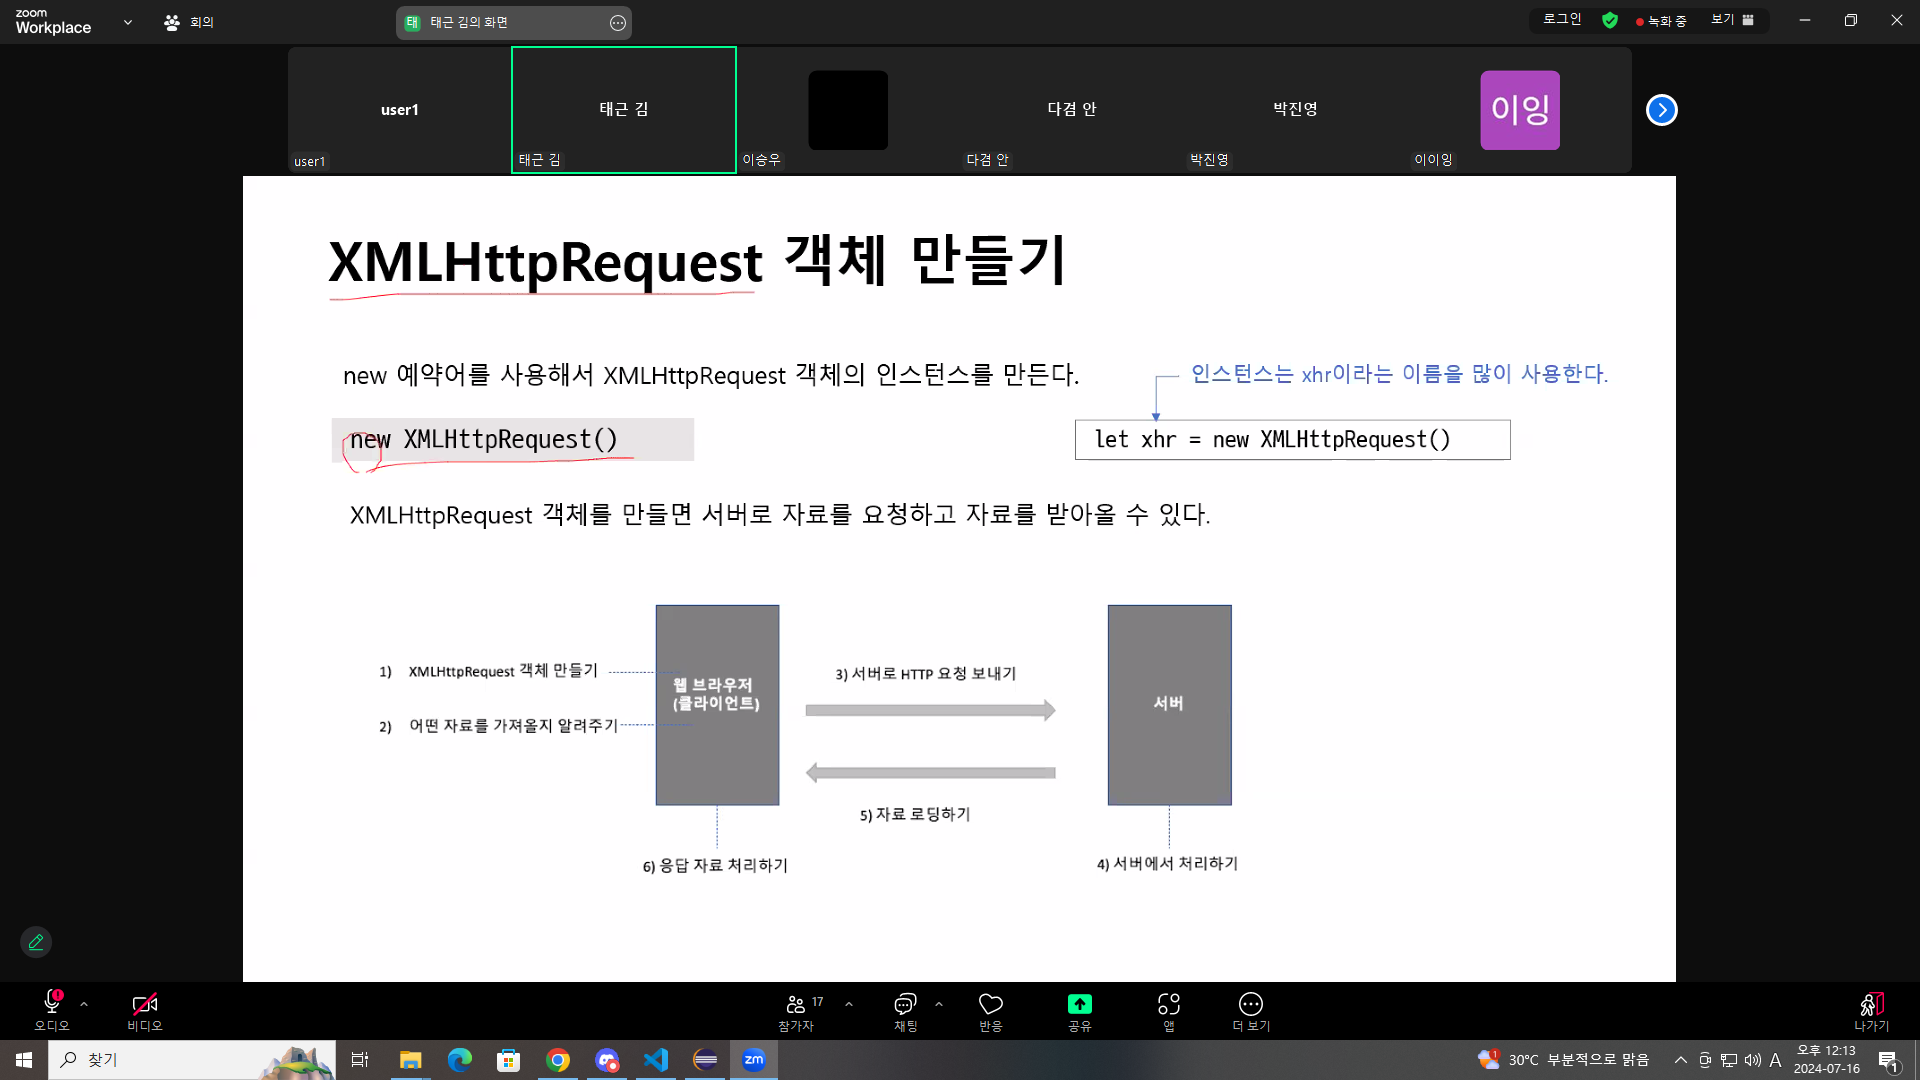 zoom
Workplace
회의
태 태근 김의 화면
로그인
녹화 중
보기
user1
태근 김
다겸 안
박진영
이잉
user1
태근 김
이승우
다겸 안
박진영
이이잉
XMLHttpRequest 객체 만들기
new 예약어를 사용해서 XMLHttpRequest 객체의 인스턴스를 만든다.
인스턴스는 xhr이라는 이름을 많이 사용한다.
new XMLHttpRequest()
let xhr = new XMLHttpRequest()
XMLHttpRequest 객체를 만들면 서버로 자료를 요청하고 자료를 받아올 수 있다.
1) XMLHttpRequest 객체 만들기
2) 어떤 자료를 가져올지 알려주기
웹 브라우저
(클라이언트)
3) 서버로 HTTP 요청 보내기
서버
5) 자료 로딩하기
6) 응답 자료 처리하기
4) 서버에서 처리하기
오디오
비디오
17
참가자
채팅
반응
공유
앱
더 보기
나가기
찾기
zm
1
30°C 부분적으로 맑음
A
오후 12:13
2024-07-16
1